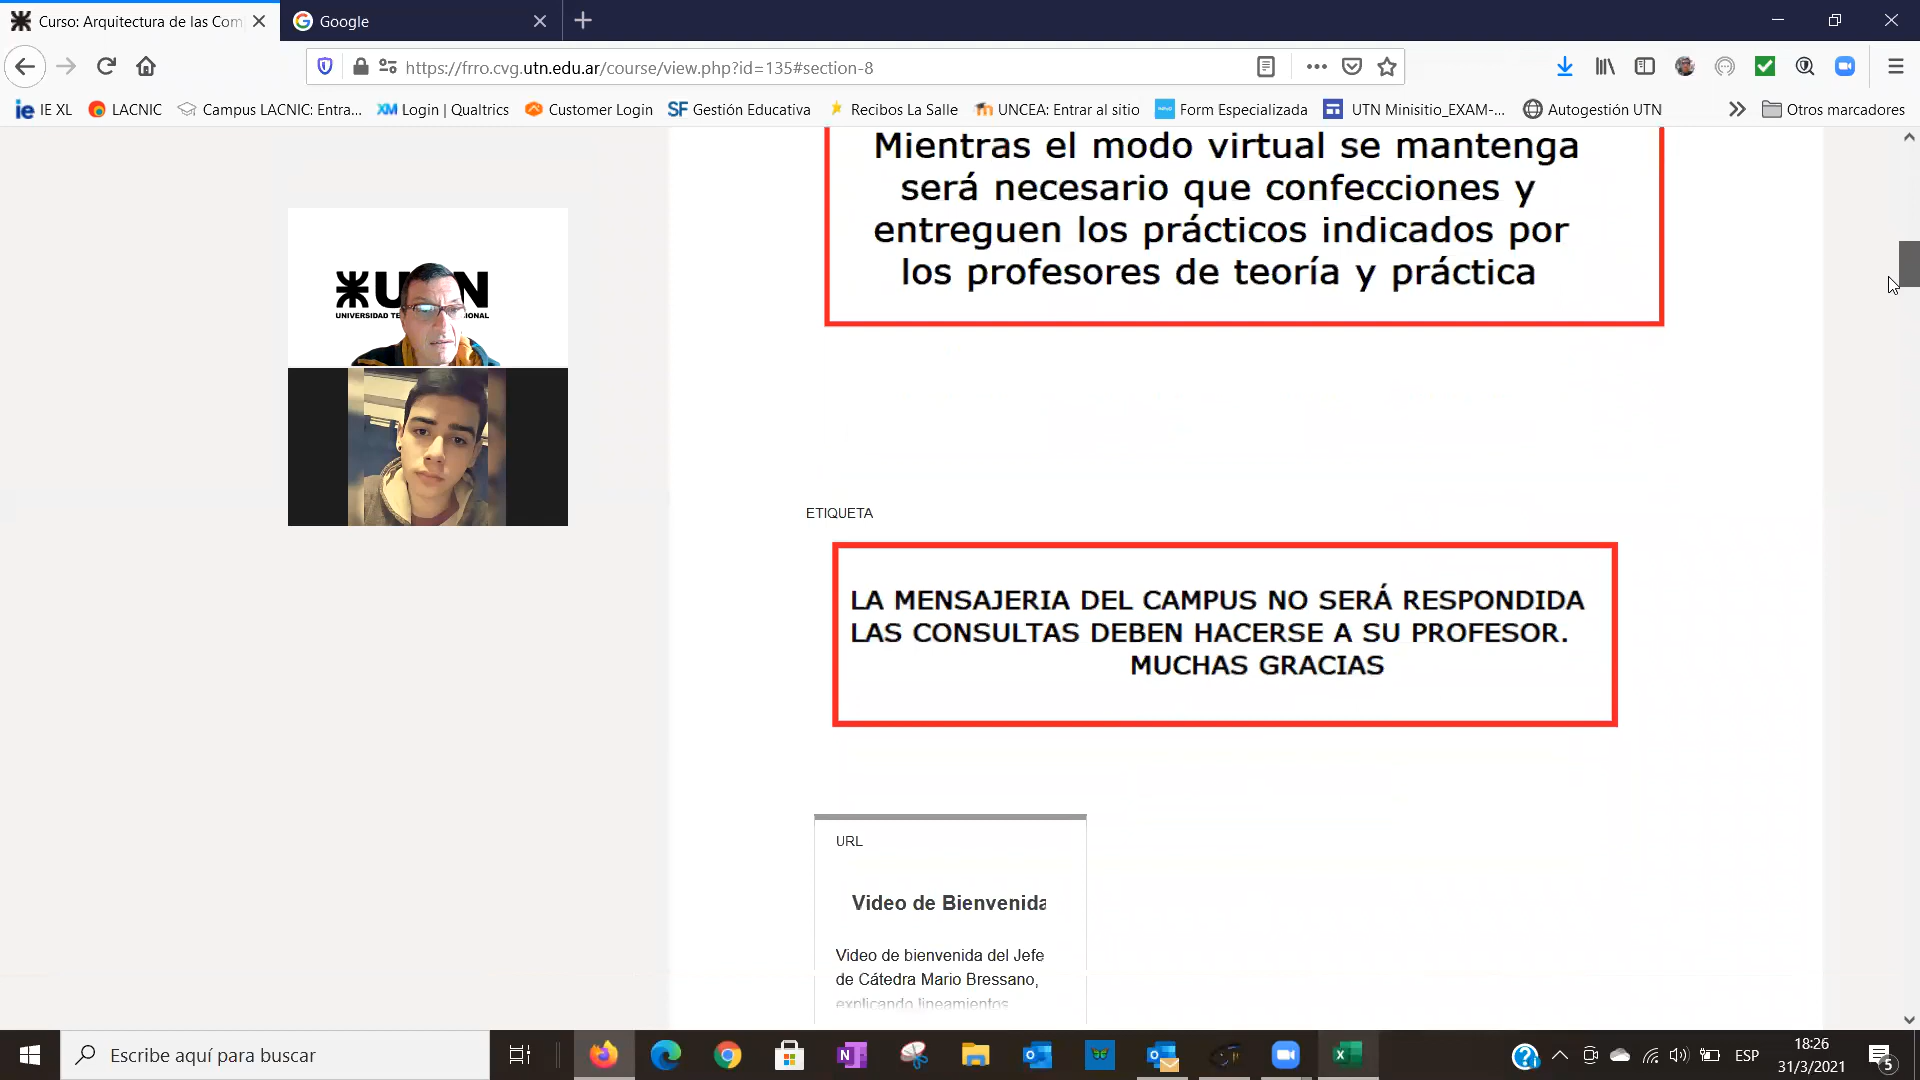 Curso: Arquitectura de las Com
Google
https://frro.cvg.utn.edu.ar/course/view.php?id=135#section-8
IE XL
LACNIC
Campus LACNIC: Entra...
XM Login | Qualtrics
Customer Login
SF Gestión Educativa
Recibos La Salle
UNCEA: Entrar al sitio
Form Especializada
UTN Minisitio_EXAM-...
Autogestión UTN
Otros marcadores
Mientras el modo virtual se mantenga
será necesario que confecciones y
entreguen los prácticos indicados por
los profesores de teoría y práctica
ETIQUETA
LA MENSAJERIA DEL CAMPUS NO SERÁ RESPONDIDA
LAS CONSULTAS DEBEN HACERSE A SU PROFESOR.
MUCHAS GRACIAS
URL
Video de Bienvenida
Video de bienvenida del Jefe
de Cátedra Mario Bressano,
explicando lineamientos
Escribe aquí para buscar
ESP
18:26
31/3/2021
5